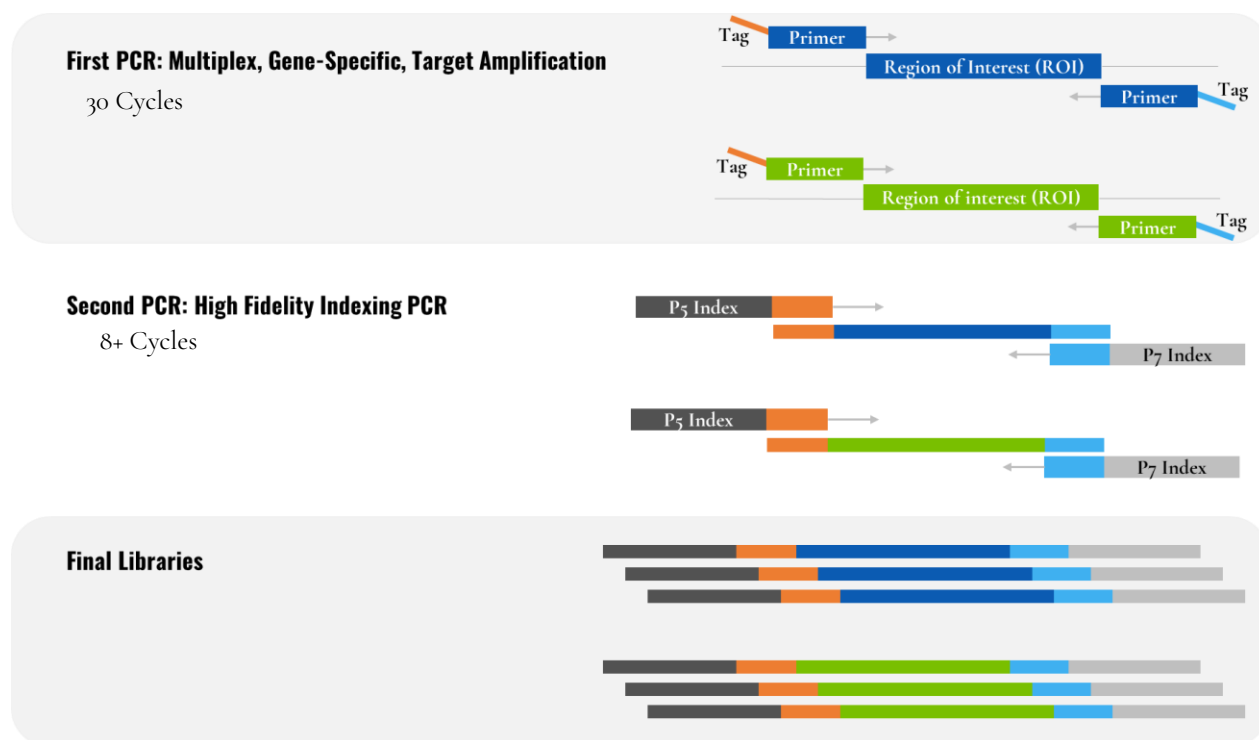 First PCR: Multiplex, Gene-Specific, Target Amplification
30 Cycles
Tag
Primer
Region of Interest (ROI)
Primer
Tag
Tag
Primer
Region of interest (ROI)
Primer
Tag
Second PCR: High Fidelity Indexing PCR
8+ Cycles
P5 Index
P7 Index
P5 Index
P7 Index
Final Libraries